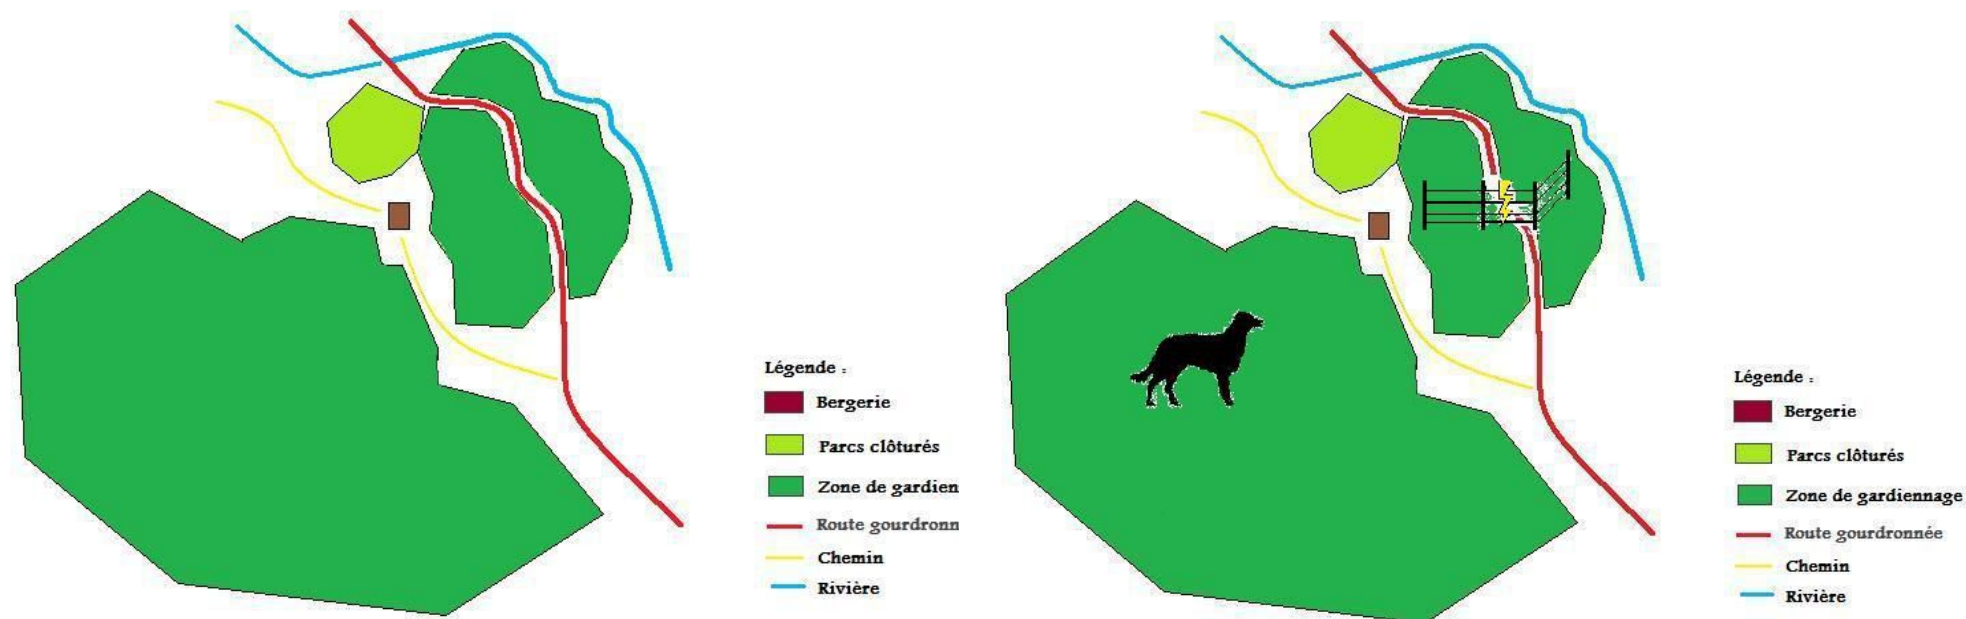 Légende :
Bergerie
Parcs clôturés
Zone de gardien
Route gourdronn
Chemin
Rivière
Légende :
Bergerie
Parcs clôturés
Zone de gardiennage
Route gourdronnée
Chemin
Rivière